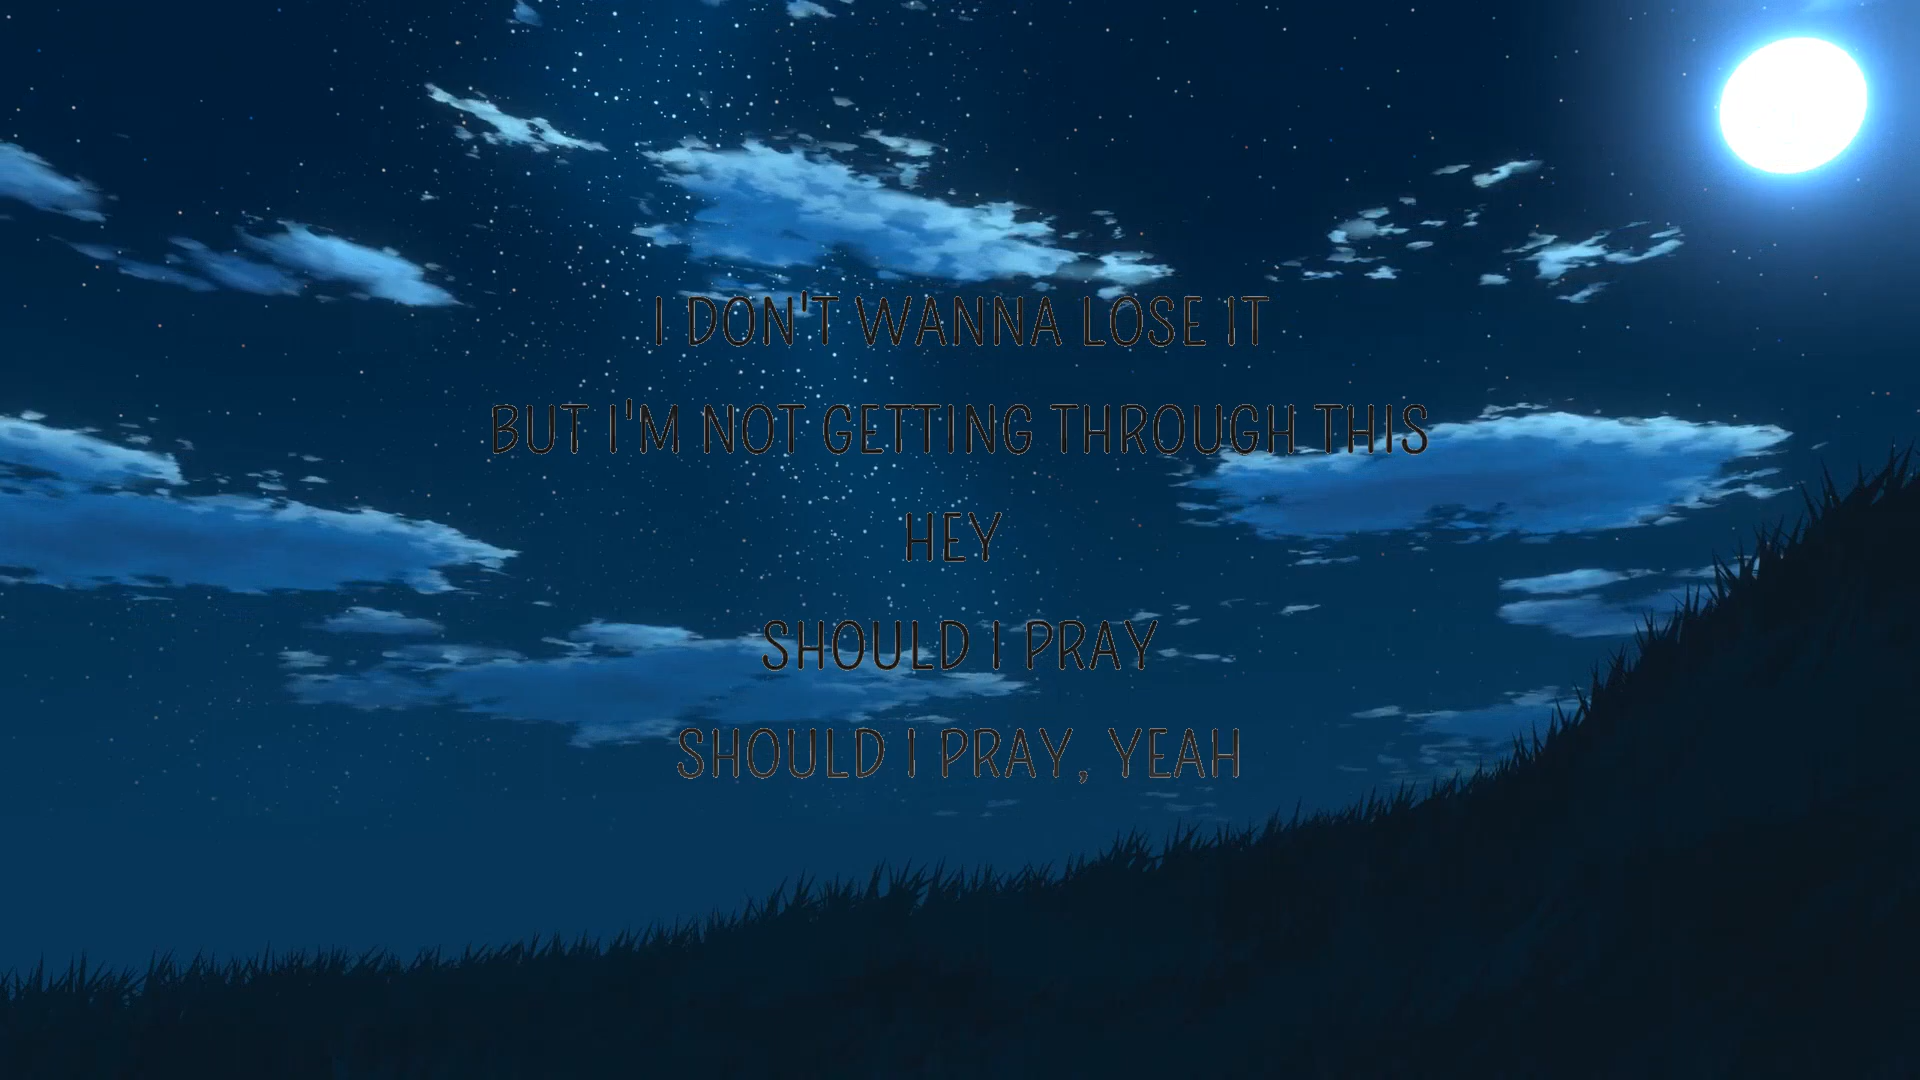 I DON'T WANNA LOSE IT
BUT I'M NOT GETTING THROUGH THIS
HEY
SHOULD I PRAY
SHOULD I PRAY, YEAH